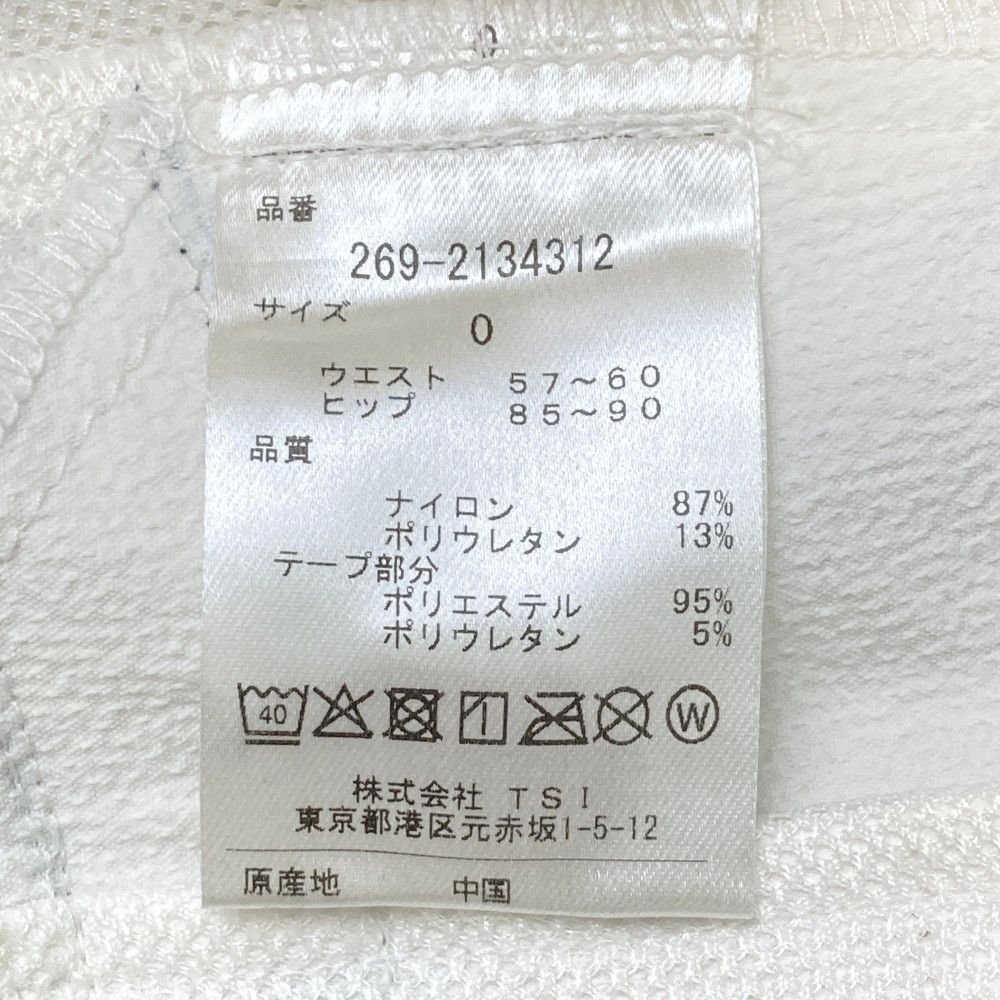 品番
269-2134312
サイズ
0
ウエスト 57～60
ヒップ 85～90
品質
ナイロン 87%
ポリウレタン 13%
テープ部分
ポリエステル 95%
ポリウレタン 5%
40 W
株式会社 TSI
東京都港区元赤坂1-5-12
原産地 中国